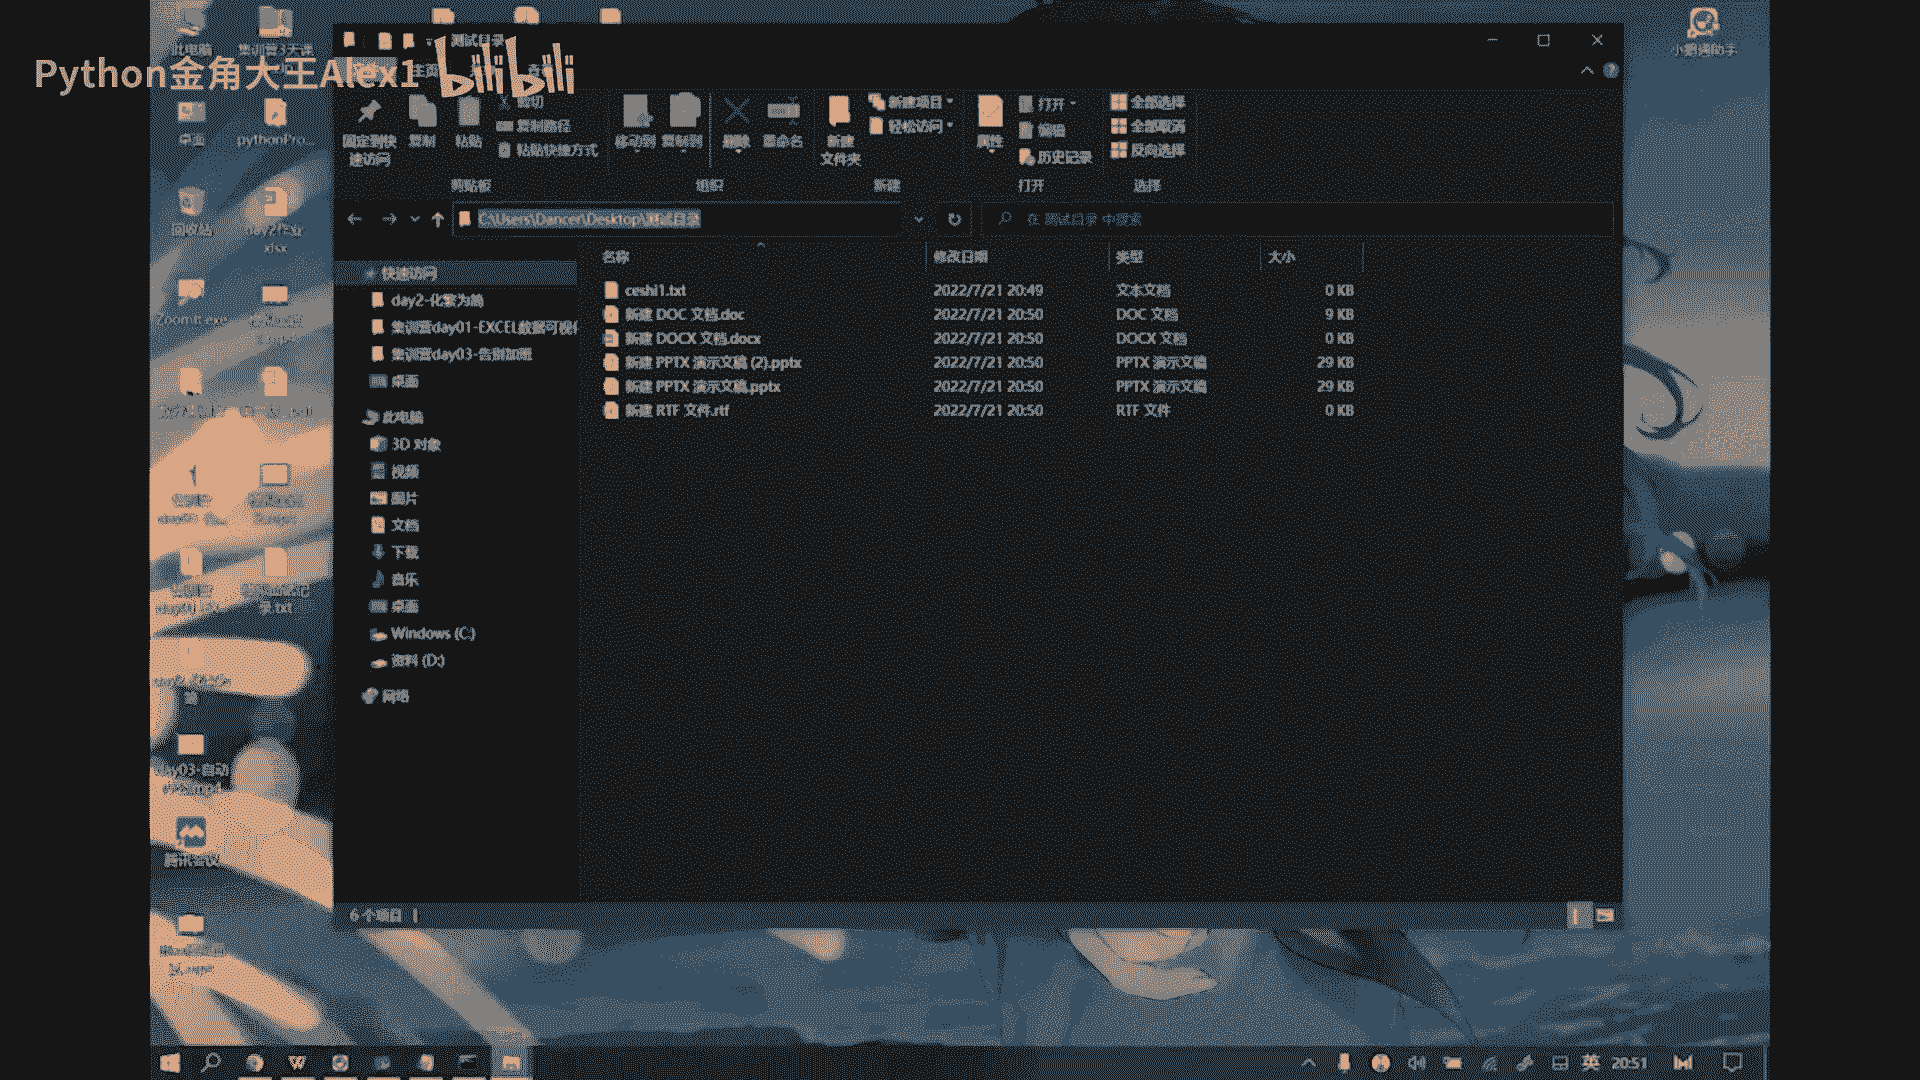 此电脑
集训营3天课
Python金角大王Alex1 bilibili
测试目录
小鹅通助手
桌面
pythonPro...
回收站
xlsx
ZoomIt.exe
录.txt
day03-自动
腾讯会议
主页
查看
固定到快
速访问
复制
粘贴
剪切
复制路径
粘贴快捷方式
剪贴板
移动到
复制到
删除
重命名
组织
新建
文件夹
新建项目
轻松访问
新建
属性
打开
编辑
历史记录
打开
全部选择
全部取消
反向选择
选择
C:\Users\Dancer\Desktop\测试目录
在 测试目录 中搜索
快速访问
day2-化繁为简
集训营day01-EXCEL数据可视化
集训营day03-告别加班
桌面
此电脑
3D 对象
视频
图片
文档
下载
音乐
桌面
Windows (C:)
资料 (D:)
网络
名称 修改日期 类型 大小
ceshi1.txt 2022/7/21 20:49 文本文档 0 KB
新建 DOC 文档.doc 2022/7/21 20:50 DOC 文档 9 KB
新建 DOCX 文档.docx 2022/7/21 20:50 DOCX 文档 0 KB
新建 PPTX 演示文稿 (2).pptx 2022/7/21 20:50 PPTX 演示文稿 29 KB
新建 PPTX 演示文稿.pptx 2022/7/21 20:50 PPTX 演示文稿 29 KB
新建 RTF 文件.rtf 2022/7/21 20:50 RTF 文件 0 KB
6 个项目
英 20:51